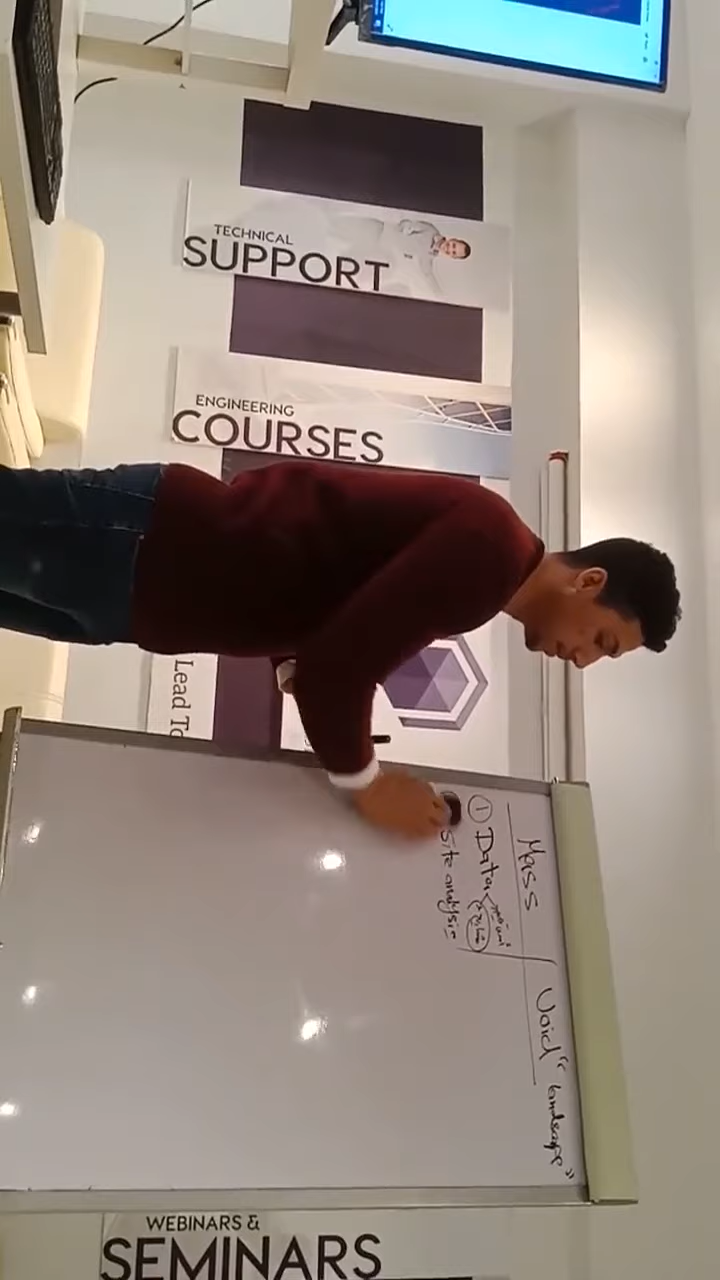 TECHNICAL
SUPPORT
ENGINEERING
COURSES
Lead To
Mass / Void "Landscape"
① Data
Site analysis
WEBINARS &
SEMINARS